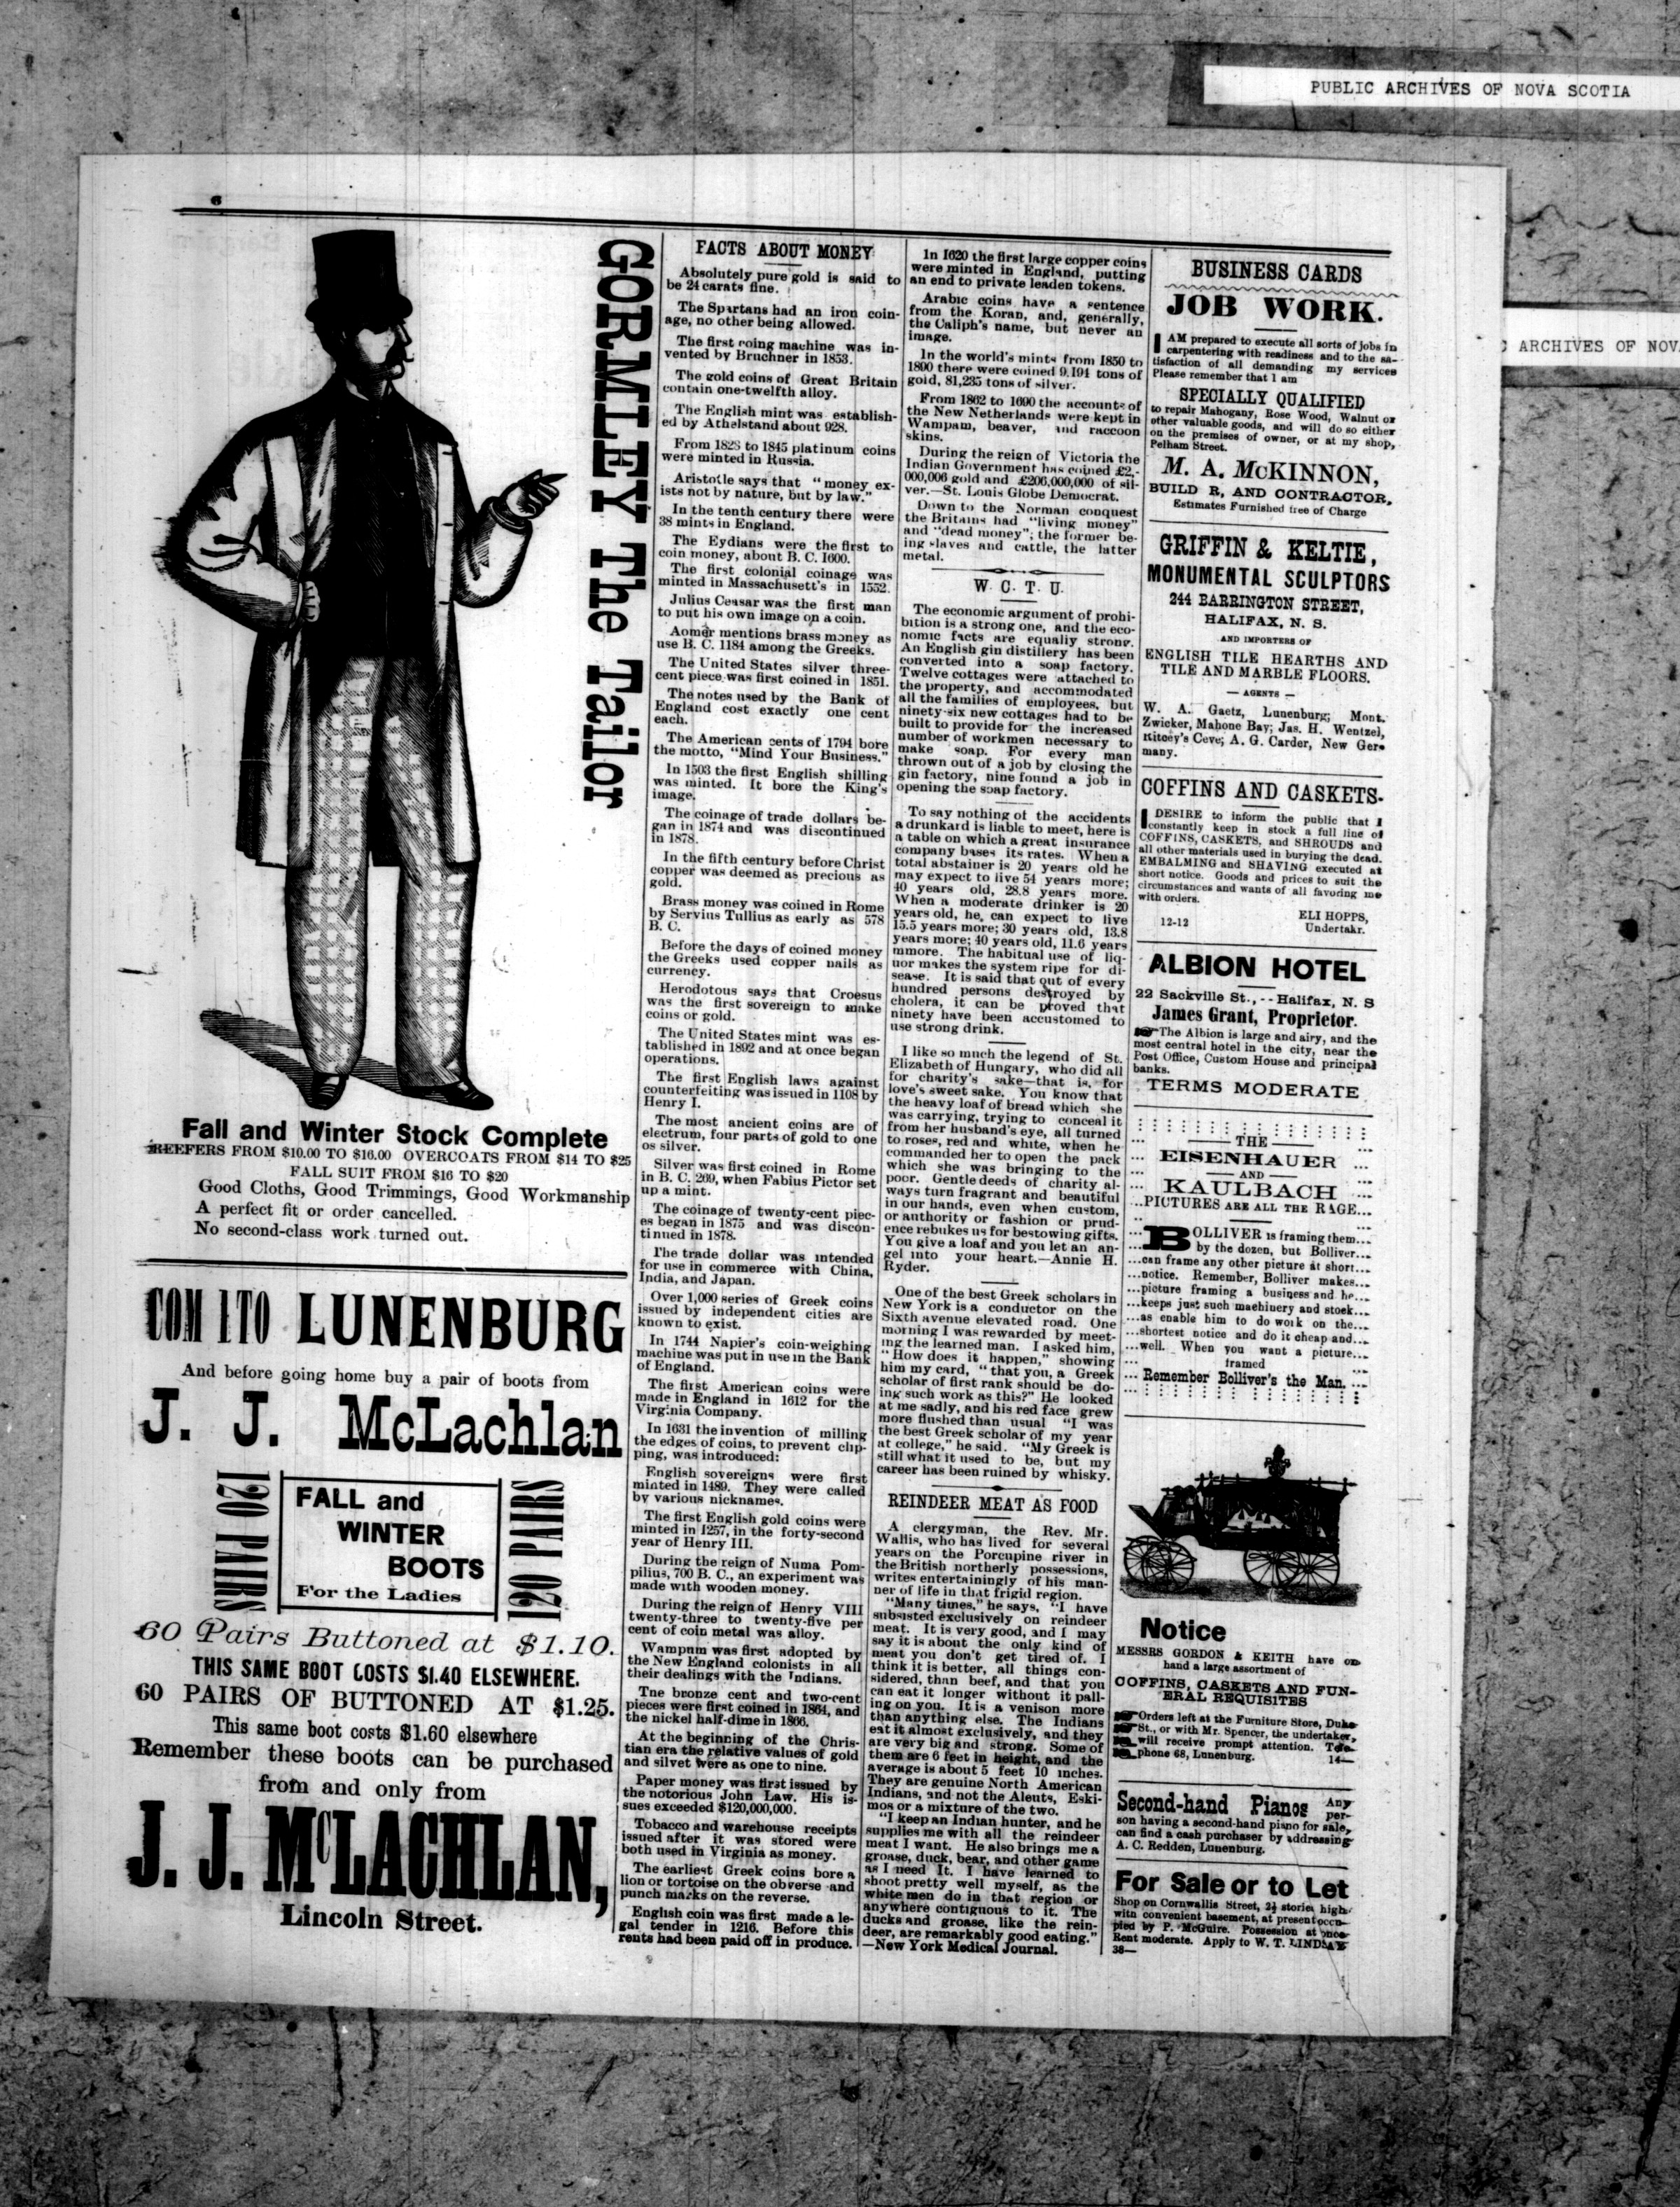 PUBLIC ARCHIVES OF NOVA SCOTIA
ARCHIVES OF NOV
6
GORMLEY The Tailor
Fall and Winter Stock Complete
REEFERS FROM $10.00 TO $16.00 OVERCOATS FROM $14 TO $25
FALL SUIT FROM $16 TO $20
Good Cloths, Good Trimmings, Good Workmanship
A perfect fit or order cancelled.
No second-class work turned out.
COM ITO LUNENBURG
And before going home buy a pair of boots from
J. J. McLachlan
120 PAIRS
FALL and
WINTER
BOOTS
For the Ladies
120 PAIRS
60 Pairs Buttoned at $1.10.
THIS SAME BOOT COSTS $1.40 ELSEWHERE.
60 PAIRS OF BUTTONED AT $1.25.
This same boot costs $1.60 elsewhere
Remember these boots can be purchased
from and only from
J. J. McLACHLAN,
Lincoln Street.
FACTS ABOUT MONEY
Absolutely pure gold is said to
be 24 carats fine.
The Spartans had an iron coin-
age, no other being allowed.
The first coing machine was in-
vented by Bruchner in 1853.
The gold coins of Great Britain
contain one-twelfth alloy.
The English mint was establish-
ed by Athelstand about 928.
From 1828 to 1845 platinum coins
were minted in Russia.
Aristotle says that "money ex-
ists not by nature, but by law."
In the tenth century there were
38 mints in England.
The Eydians were the first to
coin money, about B. C. 1600.
The first colonial coinage was
minted in Massachusett's in 1552.
Julius Ceasar was the first man
to put his own image on a coin.
Aomer mentions brass money as
use B. C. 1184 among the Greeks.
The United States silver three-
cent piece was first coined in 1851.
The notes used by the Bank of
England cost exactly one cent
each.
The American cents of 1794 bore
the motto, "Mind Your Business."
In 1503 the first English shilling
was minted. It bore the King's
image.
The coinage of trade dollars be-
gan in 1874 and was discontinued
in 1878.
In the fifth century before Christ
copper was deemed as precious as
gold.
Brass money was coined in Rome
by Servius Tullius as early as 578
B. C.
Before the days of coined money
the Greeks used copper nails as
currency.
Herodotous says that Croesus
was the first sovereign to make
coins or gold.
The United States mint was es-
tablished in 1892 and at once began
operations.
The first English laws against
counterfeiting was issued in 1108 by
Henry I.
The most ancient coins are of
electrum, four parts of gold to one
os silver.
Silver was first coined in Rome
in B. C. 269, when Fabius Pictor set
up a mint.
The coinage of twenty-cent piec-
es began in 1875 and was discon-
tinued in 1878.
The trade dollar was intended
for use in commerce with China,
India, and Japan.
Over 1,000 series of Greek coins
issued by independent cities are
known to exist.
In 1744 Napier's coin-weighing
machine was put in use in the Bank
of England.
The first American coins were
made in England in 1612 for the
Virginia Company.
In 1631 the invention of milling
the edges of coins, to prevent clip-
ping, was introduced:
English sovereigns were first
minted in 1489. They were called
by various nicknames.
The first English gold coins were
minted in 1257, in the forty-second
year of Henry III.
During the reign of Numa Pom-
pilius, 700 B. C., an experiment was
made with wooden money.
During the reign of Henry VIII
twenty-three to twenty-five per
cent of coin metal was alloy.
Wampum was first adopted by
the New England colonists in all
their dealings with the Indians.
Tne bronze cent and two-cent
pieces were first coined in 1864, and
the nickel half-dime in 1866.
At the beginning of the Chris-
tian era the relative values of gold
and silvet were as one to nine.
Paper money was first issued by
the notorious John Law. His is-
sues exceeded $120,000,000.
Tobacco and warehouse receipts
issued after it was stored were
both used in Virginia as money.
The earliest Greek coins bore a
lion or tortoise on the obverse and
punch marks on the reverse.
English coin was first made a le-
gal tender in 1216. Before this
rents had been paid off in produce.
In 1620 the first large copper coins
were minted in England, putting
an end to private leaden tokens.
Arabic coins have a sentence
from the Koran, and, generally,
the Caliph's name, but never an
image.
In the world's mints from 1850 to
1890 there were coined 9,194 tons of
gold, 81,235 tons of silver.
From 1862 to 1690 the accounts of
the New Netherlands were kept in
Wampam, beaver, and raccoon
skins.
During the reign of Victoria the
Indian Government has coined £2,-
000,006 gold and £206,000,000 of sil-
ver.—St. Louis Globe Democrat.
Down to the Norman conquest
the Britains had "living money"
and "dead money"; the former be-
ing slaves and cattle, the latter
metal.
W. C. T. U.
The economic argument of prohi-
bition is a strong one, and the eco-
nomic facts are equally strong.
An English gin distillery has been
converted into a soap factory.
Twelve cottages were attached to
the property, and accommodated
all the families of employees, but
ninety-six new cottages had to be
built to provide for the increased
number of workmen necessary to
make soap. For every man
thrown out of a job by closing the
gin factory, nine found a job in
opening the soap factory.
To say nothing of the accidents
a drunkard is liable to meet, here is
a table on which a great insurance
company bases its rates. When a
total abstainer is 20 years old he
may expect to live 54 years more;
40 years old, 28.8 years more.
When a moderate drinker is 20
years old, he can expect to live
15.5 years more; 30 years old, 13.8
years more; 40 years old, 11.6 years
mmore. The habitual use of liq-
uor makes the system ripe for di-
sease. It is said that out of every
hundred persons destroyed by
cholera, it can be proved that
ninety have been accustomed to
use strong drink.
I like so much the legend of St.
Elizabeth of Hungary, who did all
for charity's sake—that is, for
love's sweet sake. You know that
the heavy loaf of bread which she
was carrying, trying to conceal it
from her husband's eye, all turned
to roses, red and white, when he
commanded her to open the pack
which she was bringing to the
poor. Gentle deeds of charity al-
ways turn fragrant and beautiful
in our hands, even when custom,
or authority or fashion or prud-
ence rebukes us for bestowing gifts.
You give a loaf and you let an an-
gel into your heart.—Annie H.
Ryder.
One of the best Greek scholars in
New York is a conductor on the
Sixth avenue elevated road. One
morning I was rewarded by meet-
ing the learned man. I asked him,
"How does it happen," showing
him my card, "that you, a Greek
scholar of first rank should be do-
ing such work as this?" He looked
at me sadly, and his red face grew
more flushed than usual "I was
the best Greek scholar of my year
at college," he said. "My Greek is
still what it used to be, but my
career has been ruined by whisky.
REINDEER MEAT AS FOOD
A clergyman, the Rev. Mr.
Wallis, who has lived for several
years on the Porcupine river in
the British northerly possessions,
writes entertainingly of his man-
ner of life in that frigid region.
"Many times," he says, "I have
subsisted exclusively on reindeer
meat. It is very good, and I may
say it is about the only kind of
meat you don't get tired of. I
think it is better, all things con-
sidered, than beef, and that you
can eat it longer without it pall-
ing on you. It is a venison more
than anything else. The Indians
eat it almost exclusively, and they
are very big and strong. Some of
them are 6 feet in height, and the
average is about 5 feet 10 inches.
They are genuine North American
Indians, and not the Aleuts, Eski-
mos or a mixture of the two.
"I keep an Indian hunter, and he
supplies me with all the reindeer
meat I want. He also brings me a
groase, duck, bear, and other game
as I need It. I have learned to
shoot pretty well myself, as the
white men do in that region or
anywhere contiguous to it. The
ducks and groase, like the rein-
deer, are remarkably good eating."
—New York Medical Journal.
BUSINESS CARDS
JOB WORK.
I AM prepared to execute all sorts of jobs in
carpentering with readiness and to the sa-
tisfaction of all demanding my services
Please remember that I am
SPECIALLY QUALIFIED
to repair Mahogany, Rose Wood, Walnut or
other valuable goods, and will do so either
on the premises of owner, or at my shop,
Pelham Street.
M. A. McKINNON,
BUILD R, AND CONTRACTOR,
Estimates Furnished free of Charge
GRIFFIN & KELTIE,
MONUMENTAL SCULPTORS
244 BARRINGTON STREET,
HALIFAX, N. S.
AND IMPORTERS OF
ENGLISH TILE HEARTHS AND
TILE AND MARBLE FLOORS.
— AGENTS —
W. A. Gaetz, Lunenburg; Mont.
Zwicker, Mahone Bay; Jas. H. Wentzel,
Ritcey's Cove; A. G. Carder, New Ger-
many.
COFFINS AND CASKETS-
I DESIRE to inform the public that I
constantly keep in stock a full line of
COFFINS, CASKETS, and SHROUDS and
all other materials used in burying the dead.
EMBALMING and SHAVING executed at
short notice. Goods and prices to suit the
circumstances and wants of all favoring me
with orders.
ELI HOPPS,
12-12 Undertakr.
ALBION HOTEL
22 Sackville St., -- Halifax, N. S
James Grant, Proprietor.
The Albion is large and airy, and the
most central hotel in the city, near the
Post Office, Custom House and principal
banks.
TERMS MODERATE
THE
EISENHAUER
AND
KAULBACH
...PICTURES ARE ALL THE RAGE...
...BOLLIVER is framing them...
...by the dozen, but Bolliver...
...can frame any other picture at short...
...notice. Remember, Bolliver makes...
...picture framing a business and he...
...keeps just such machinery and stock...
...as enable him to do work on the...
...shortest notice and do it cheap and...
...well. When you want a picture...
... framed ...
... Remember Bolliver's the Man. ...
Notice
MESSRS GORDON & KEITH have on
hand a large assortment of
COFFINS, CASKETS AND FUN-
ERAL REQUISITES
Orders left at the Furniture Store, Duke
St., or with Mr. Spencer, the undertaker,
will receive prompt attention. Tele-
phone 68, Lunenburg. 14—
Second-hand Pianos Any per-
son having a second-hand piano for sale,
can find a cash purchaser by addressing
A. C. Redden, Lunenburg.
For Sale or to Let
Shop on Cornwallis Street, 2½ stories high
with convenient basement, at present occu-
pied by P. McGuire. Possession at once
Rent moderate. Apply to W. T. LINDSAY
38—